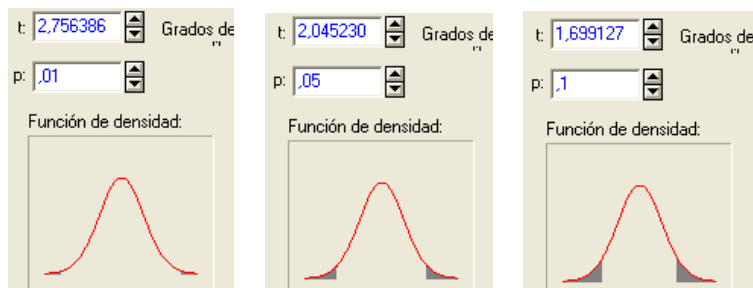 t: 2,756386 Grados de
p: ,01
Función de densidad:
t: 2,045230 Grados de
p: ,05
Función de densidad:
t: 1,699127 Grados de
p: ,1
Función de densidad: